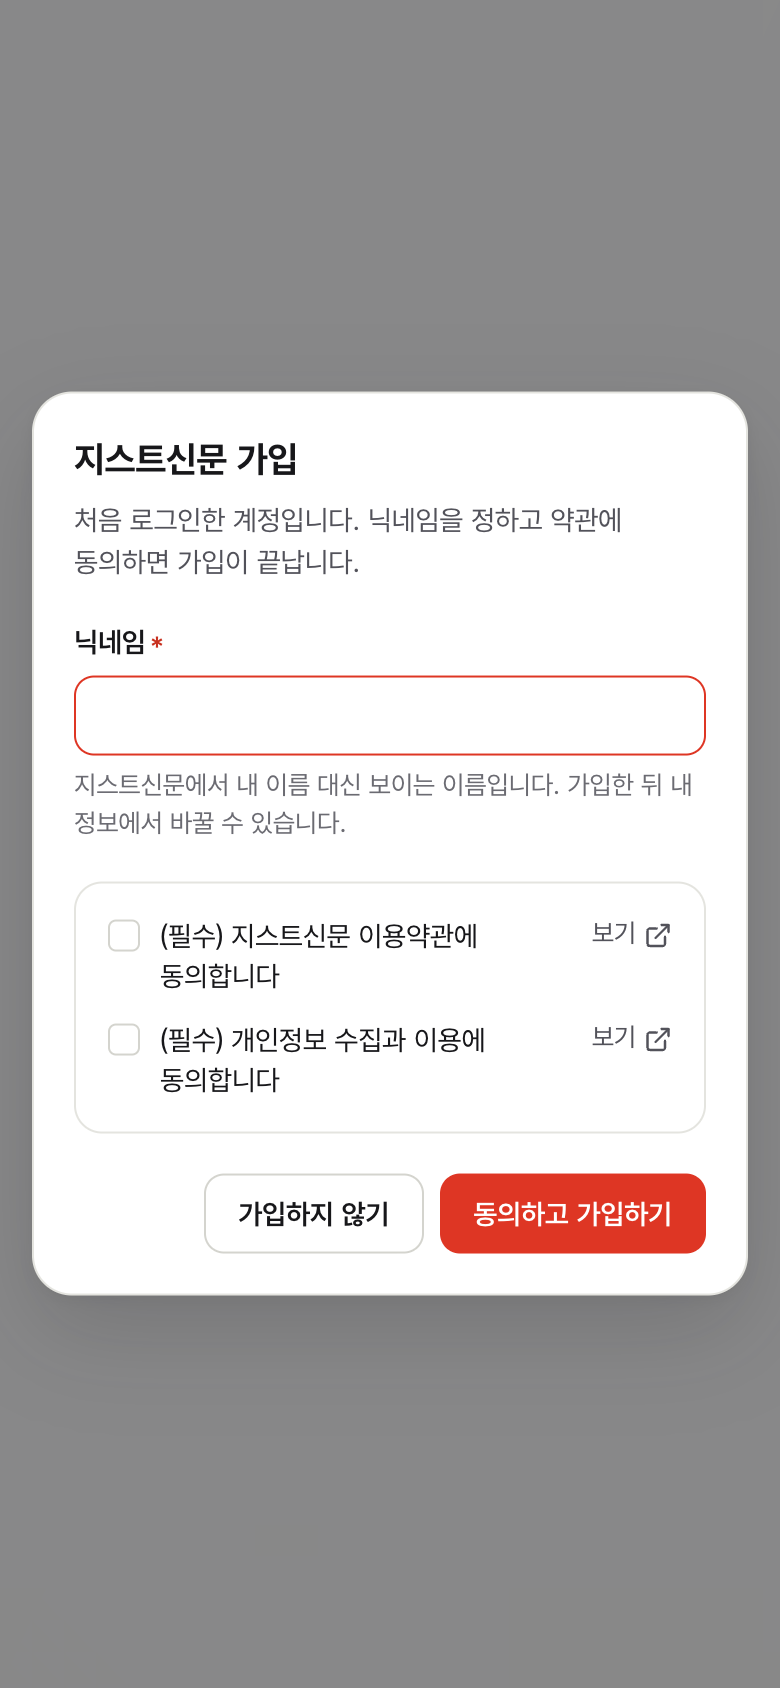 지스트신문 가입
처음 로그인한 계정입니다. 닉네임을 정하고 약관에
동의하면 가입이 끝납니다.
닉네임 *
지스트신문에서 내 이름 대신 보이는 이름입니다. 가입한 뒤 내
정보에서 바꿀 수 있습니다.
(필수) 지스트신문 이용약관에 보기
동의합니다
(필수) 개인정보 수집과 이용에 보기
동의합니다
가입하지 않기 동의하고 가입하기